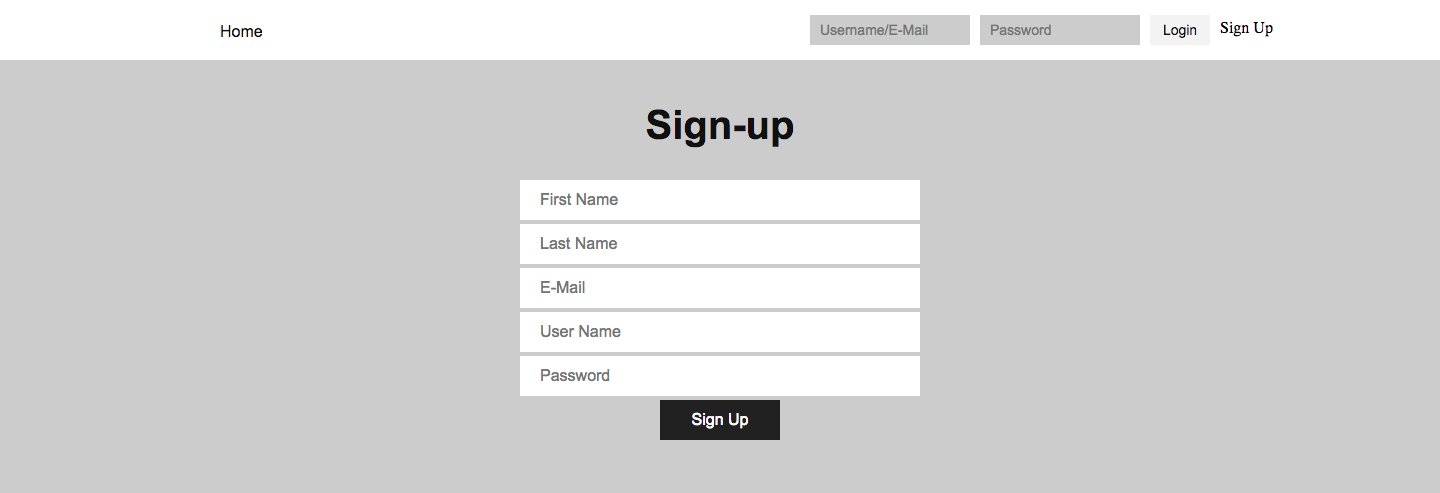 Home Username/E-Mail Password Login Sign Up
Sign-up
First Name
Last Name
E-Mail
User Name
Password
Sign Up